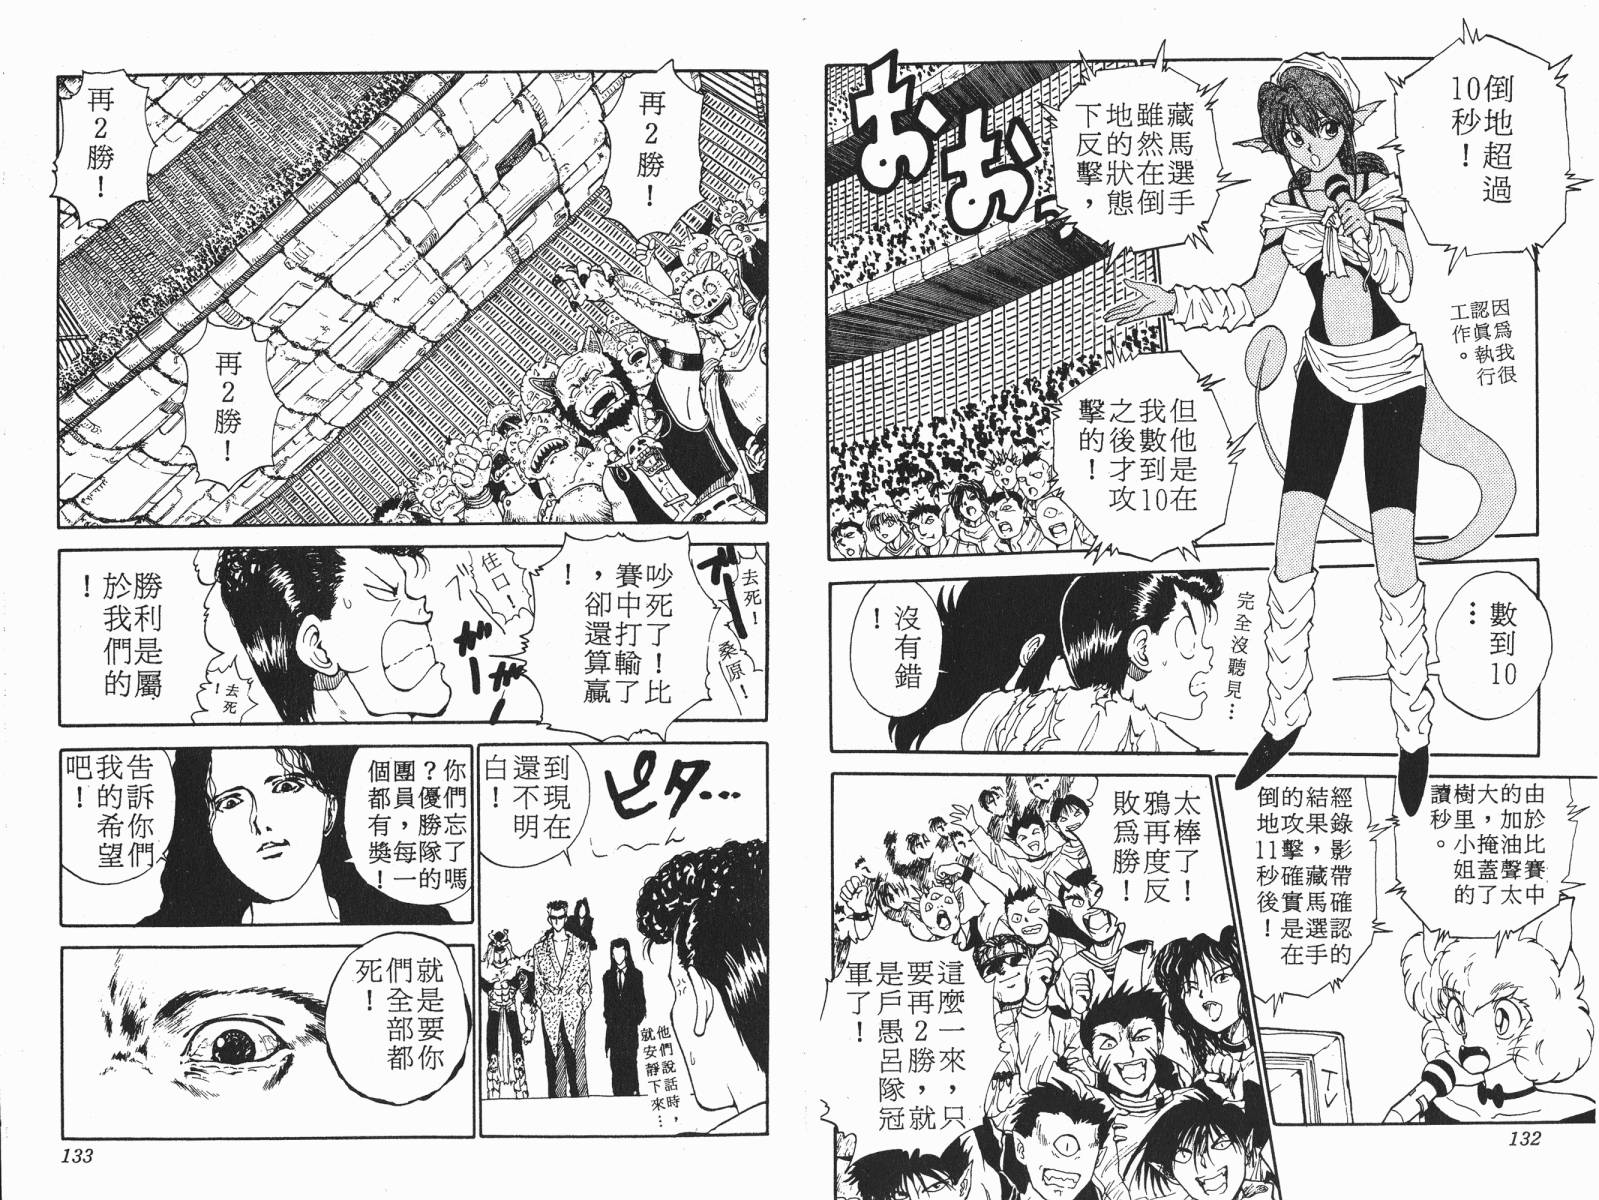 倒地超過
10秒！
因爲我很
認眞執行
工作。
藏馬選手
雖然在倒
地的狀態
下反擊，
おおお
但他是在
我數到10
之後才攻
擊的！
數到10
…
完全沒聽見…
沒有錯
！
由於比賽中
的加油聲太
大，掩蓋了
樹里小姐的
讀秒。
經錄影帶確認的
結果，藏馬選手
的攻擊確實是在
倒地11秒後！
TV
太棒了！
鴉再度反
敗爲勝！
這麼一來，只
要再2勝，就
是戶愚呂隊冠
軍了！
132
再2勝！
再2勝！
再2勝！
去死！
桑原！
吵死了！比
賽中打輸了
，卻還算贏
！
住口！
ガ
勝利是屬
於我們的
！
去死
！
ピタ…
到現在
還不明
白！
他們說話時，
就安靜下來…
你們忘了嗎
？優勝隊的
團員，每一
個都有獎！
告訴你們
我的希望
吧！
就是要你
們全部都
死！
133